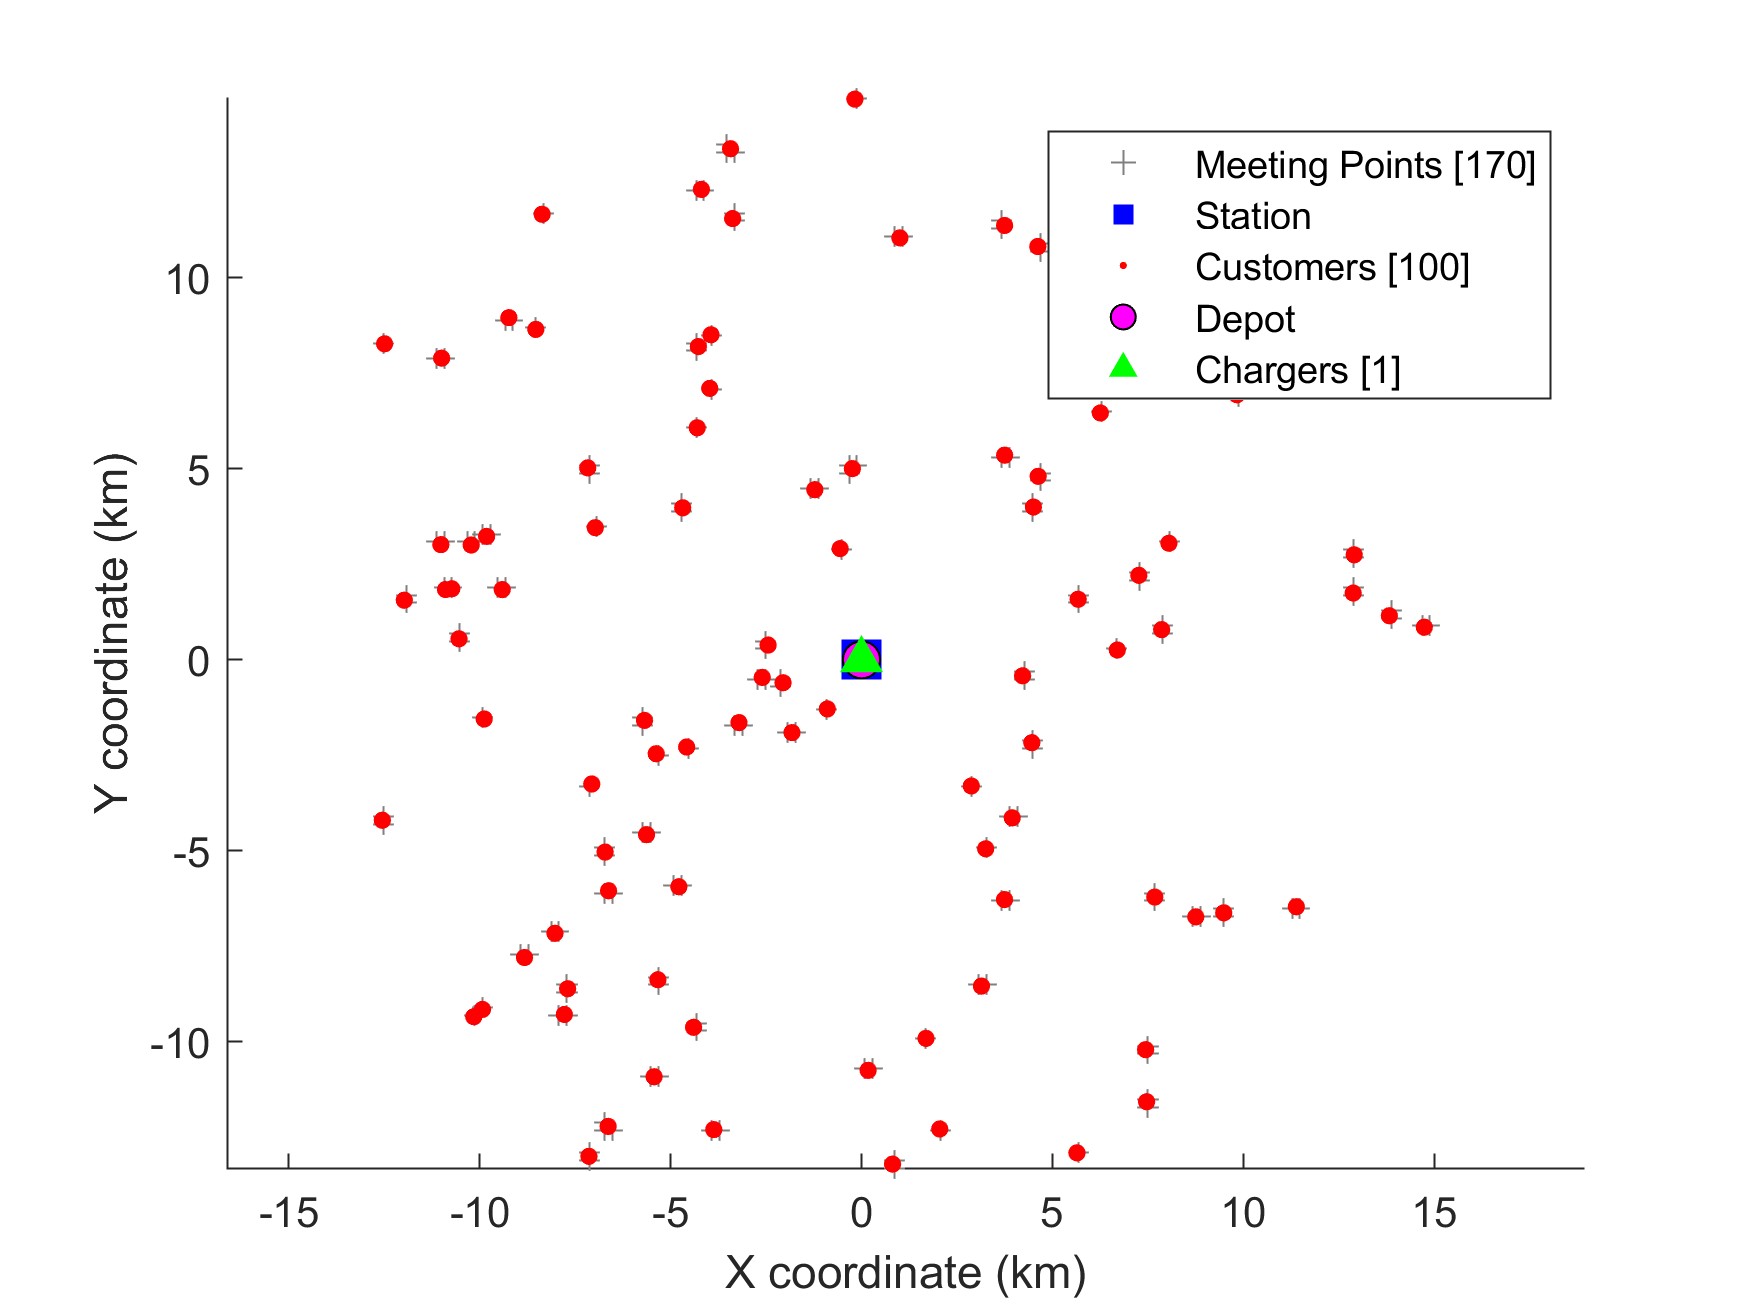 Meeting Points [170]
Station
Customers [100]
Depot
Chargers [1]
10
5
0
-5
-10
Y coordinate (km)
-15
-10
-5
0
5
10
15
X coordinate (km)